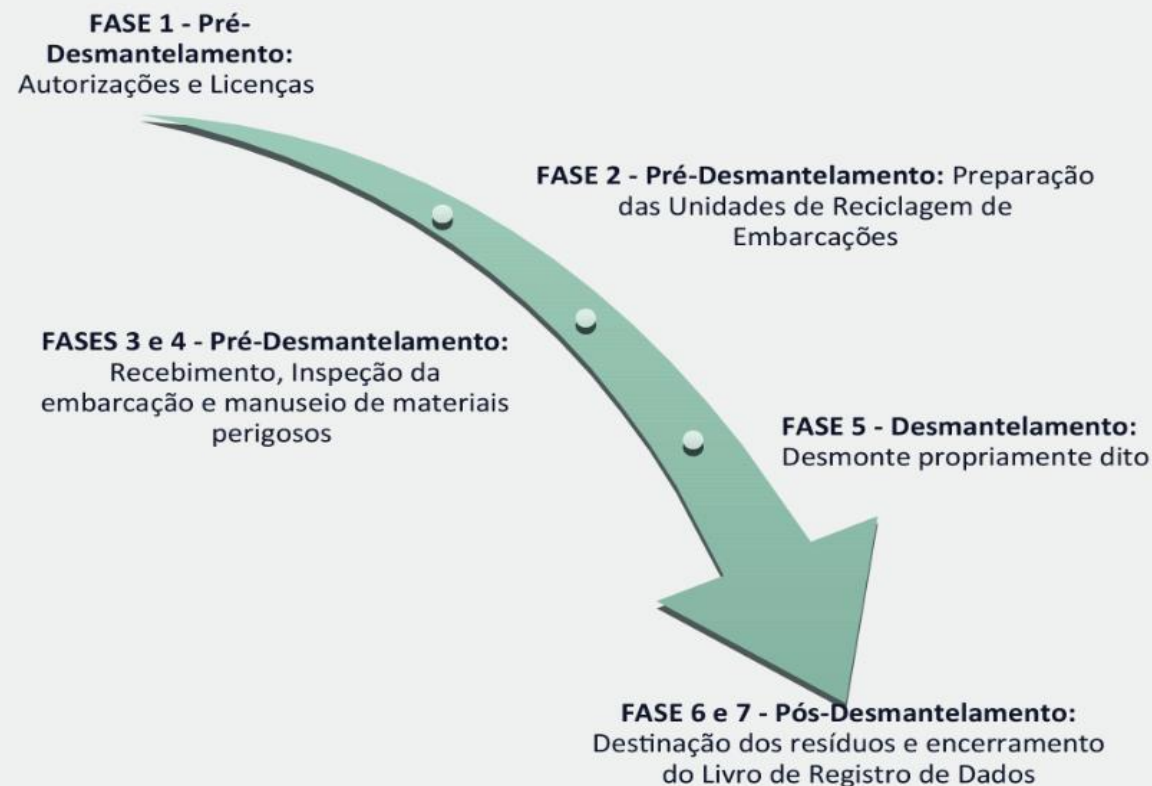 FASE 1 - Pré-
Desmantelamento:
Autorizações e Licenças
FASE 2 - Pré-Desmantelamento: Preparação
das Unidades de Reciclagem de
Embarcações
FASES 3 e 4 - Pré-Desmantelamento:
Recebimento, Inspeção da
embarcação e manuseio de materiais
perigosos
FASE 5 - Desmantelamento:
Desmonte propriamente dito
FASE 6 e 7 - Pós-Desmantelamento:
Destinação dos resíduos e encerramento
do Livro de Registro de Dados